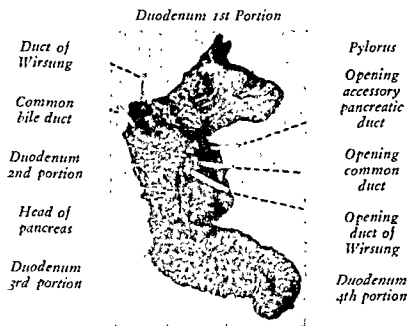 Duodenum 1st Portion
Duct of
Wirsung
Common
bile duct
Duodenum
2nd portion
Head of
pancreas
Duodenum
3rd portion
Pylorus
Opening
accessory
pancreatic
duct
Opening
common
duct
Opening
duct of
Wirsung
Duodenum
4th portion